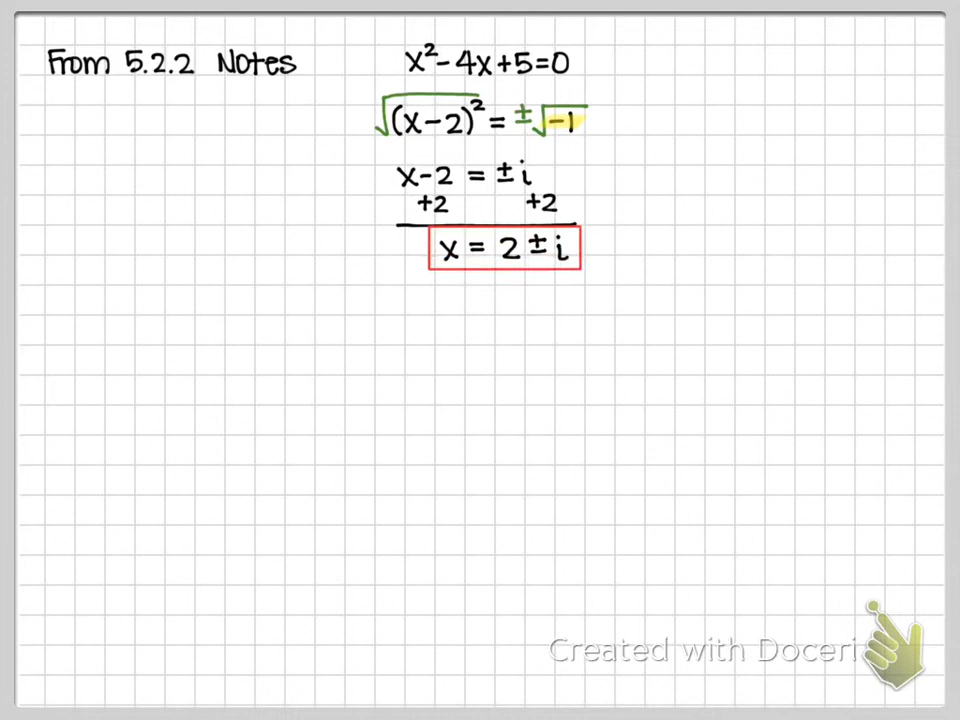 From 5.2.2 Notes
x² - 4x + 5 = 0
√(x - 2)² = ± √-1
x - 2 = ± i
+2 +2
x = 2 ± i
Created with Doceri